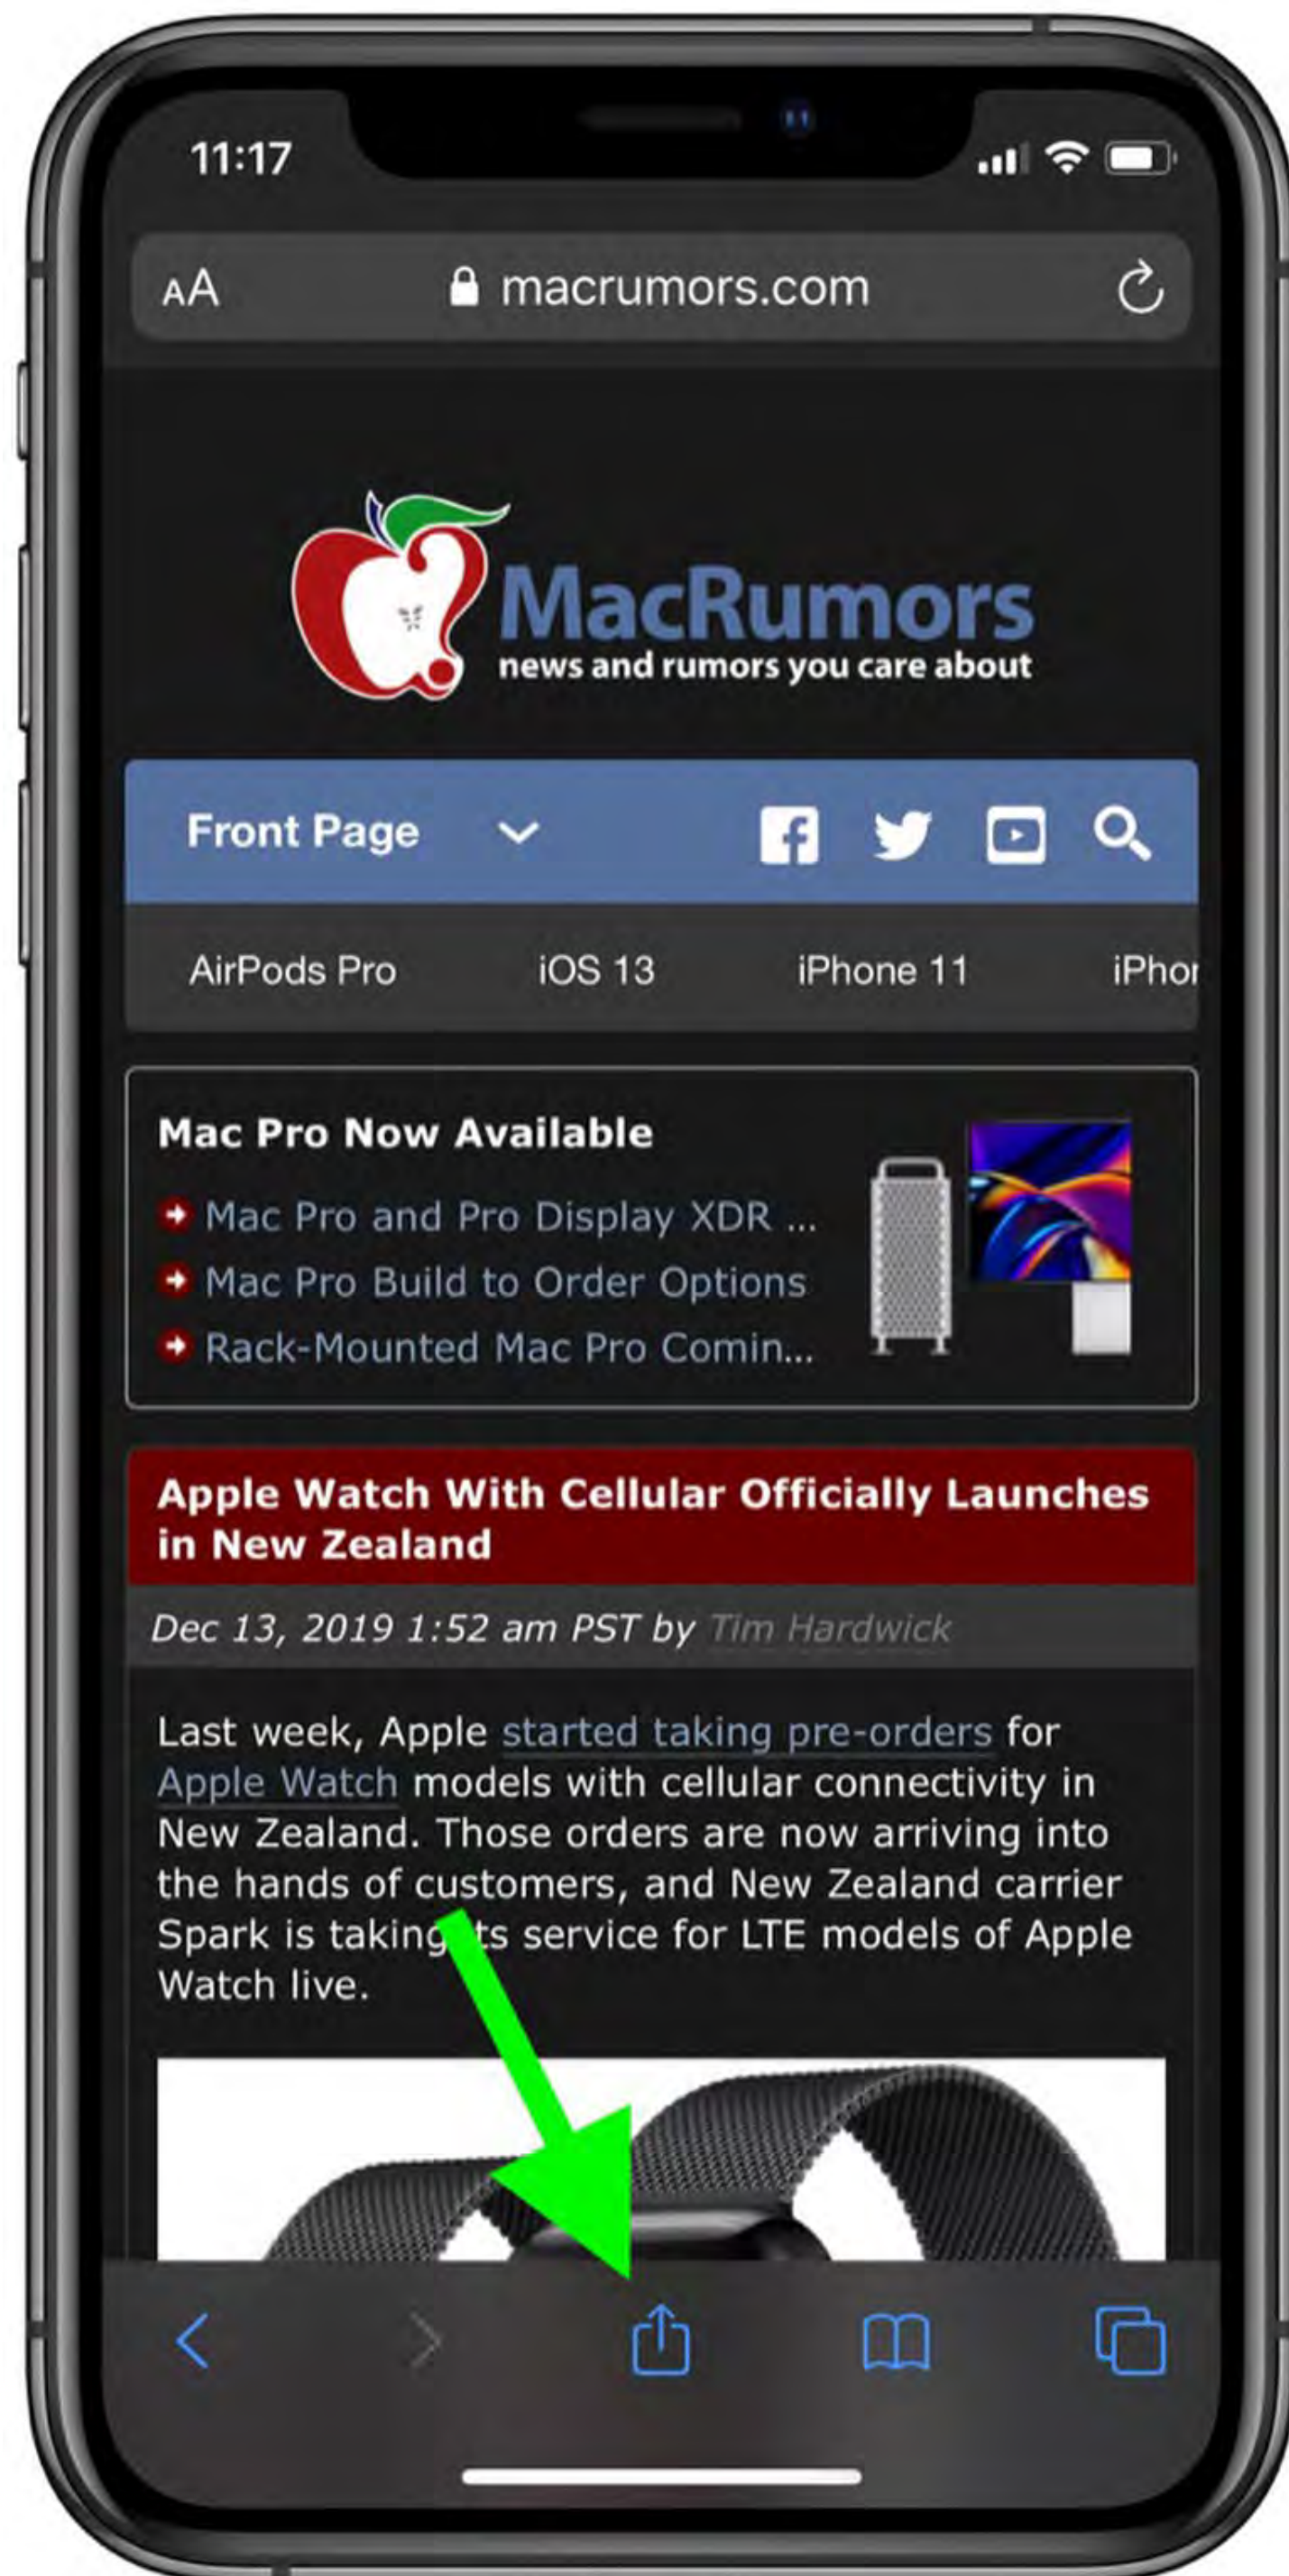 11:17
AA macrumors.com
MacRumors
news and rumors you care about
Front Page
AirPods Pro iOS 13 iPhone 11 iPhon
Mac Pro Now Available
Mac Pro and Pro Display XDR ...
Mac Pro Build to Order Options
Rack-Mounted Mac Pro Comin...
Apple Watch With Cellular Officially Launches
in New Zealand
Dec 13, 2019 1:52 am PST by Tim Hardwick
Last week, Apple started taking pre-orders for
Apple Watch models with cellular connectivity in
New Zealand. Those orders are now arriving into
the hands of customers, and New Zealand carrier
Spark is taking ts service for LTE models of Apple
Watch live.